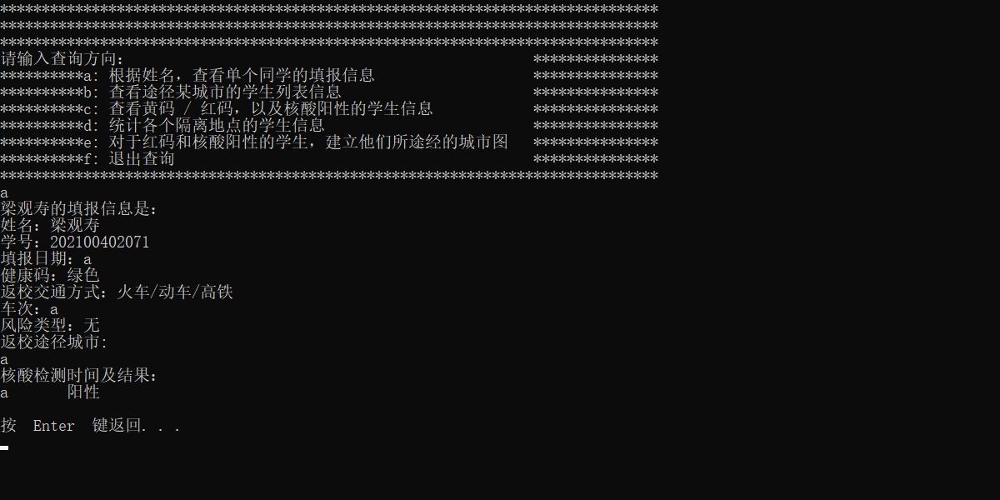 *******************************************************************************
*******************************************************************************
*******************************************************************************
请输入查询方向:                                                 ***************
**********a: 根据姓名，查看单个同学的填报信息                   ***************
**********b: 查看途径某城市的学生列表信息                       ***************
**********c: 查看黄码 / 红码，以及核酸阳性的学生信息            ***************
**********d: 统计各个隔离地点的学生信息                         ***************
**********e: 对于红码和核酸阳性的学生，建立他们所途经的城市图   ***************
**********f: 退出查询                                           ***************
*******************************************************************************
a
梁观寿的填报信息是:
姓名: 梁观寿
学号: 202100402071
填报日期: a
健康码: 绿色
返校交通方式: 火车/动车/高铁
车次: a
风险类型: 无
返校途径城市:
a
核酸检测时间及结果:
a       阳性
按  Enter  键返回. . .